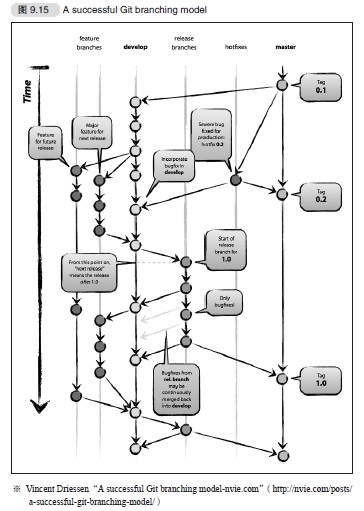 图 9.15 A successful Git branching model
feature
branches
develop
release
branches
hotfixes
master
Time
Tag
0.1
Major
feature for
next release
Feature
for future
release
Severe bug
fixed for
production:
hotfix 0.2
Incorporate
bugfix in
develop
Tag
0.2
Start of
release
branch for
1.0
From this point on,
"next release"
means the release
after 1.0
Only
bugfixes!
Bugfixes from
rel. branch
may be
continuously
merged back
into develop
Tag
1.0
※ Vincent Driessen “A successful Git branching model-nvie.com”（http://nvie.com/posts/
a-successful-git-branching-model/）